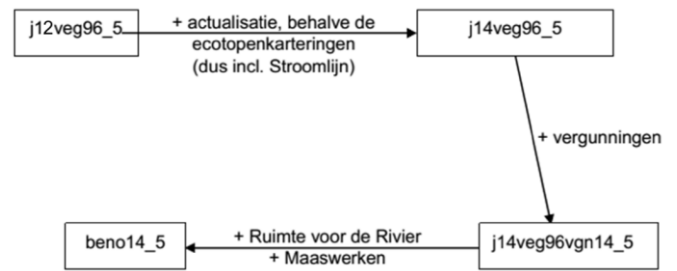 j12veg96_5
+ actualisatie, behalve de
ecotopenkarteringen
(dus incl. Stroomlijn)
j14veg96_5
+ vergunningen
j14veg96vgn14_5
+ Ruimte voor de Rivier
+ Maaswerken
beno14_5